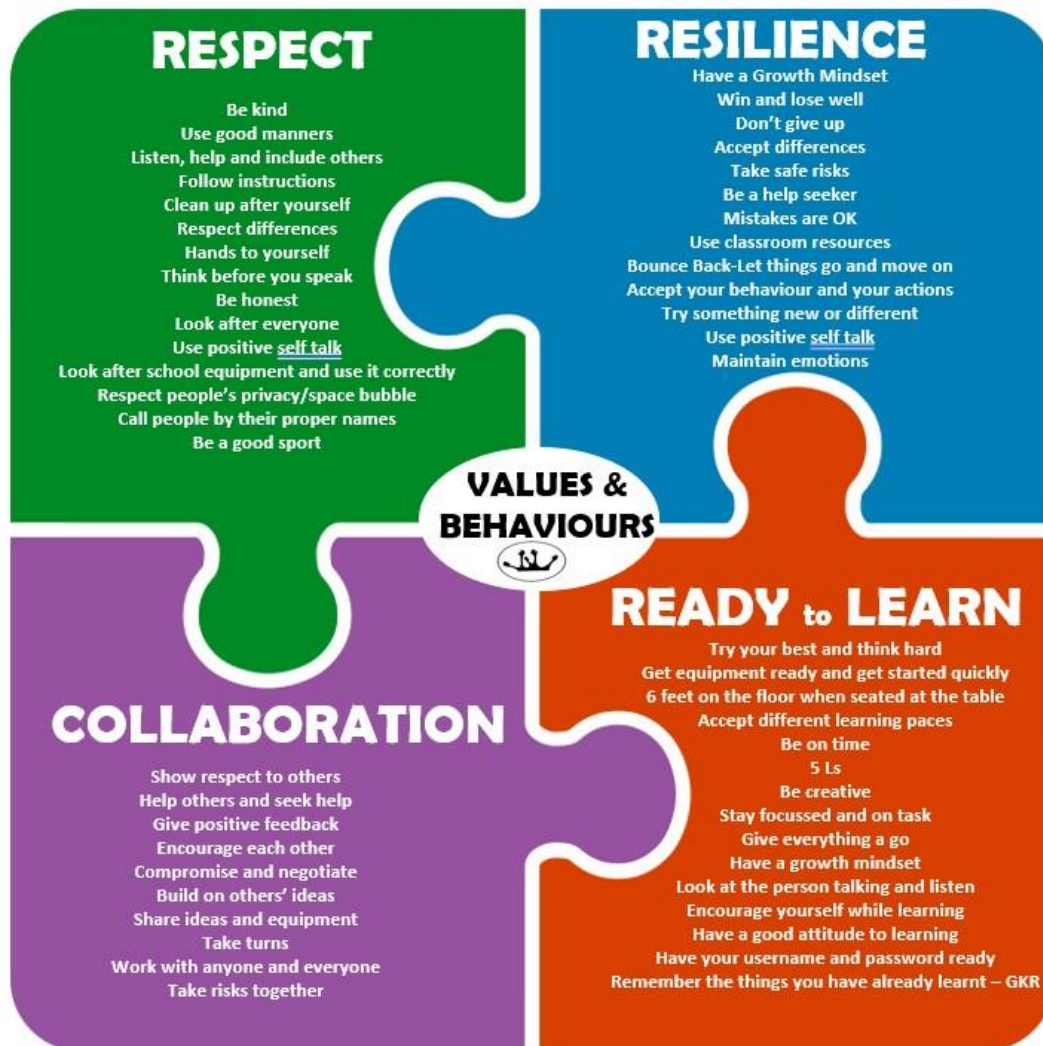 RESPECT
Be kind
Use good manners
Listen, help and include others
Follow instructions
Clean up after yourself
Respect differences
Hands to yourself
Think before you speak
Be honest
Look after everyone
Use positive self talk
Look after school equipment and use it correctly
Respect people's privacy/space bubble
Call people by their proper names
Be a good sport
RESILIENCE
Have a Growth Mindset
Win and lose well
Don't give up
Accept differences
Take safe risks
Be a help seeker
Mistakes are OK
Use classroom resources
Bounce Back-Let things go and move on
Accept your behaviour and your actions
Try something new or different
Use positive self talk
Maintain emotions
VALUES &
BEHAVIOURS
COLLABORATION
Show respect to others
Help others and seek help
Give positive feedback
Encourage each other
Compromise and negotiate
Build on others' ideas
Share ideas and equipment
Take turns
Work with anyone and everyone
Take risks together
READY to LEARN
Try your best and think hard
Get equipment ready and get started quickly
6 feet on the floor when seated at the table
Accept different learning paces
Be on time
5 Ls
Be creative
Stay focussed and on task
Give everything a go
Have a growth mindset
Look at the person talking and listen
Encourage yourself while learning
Have a good attitude to learning
Have your username and password ready
Remember the things you have already learnt – GKR